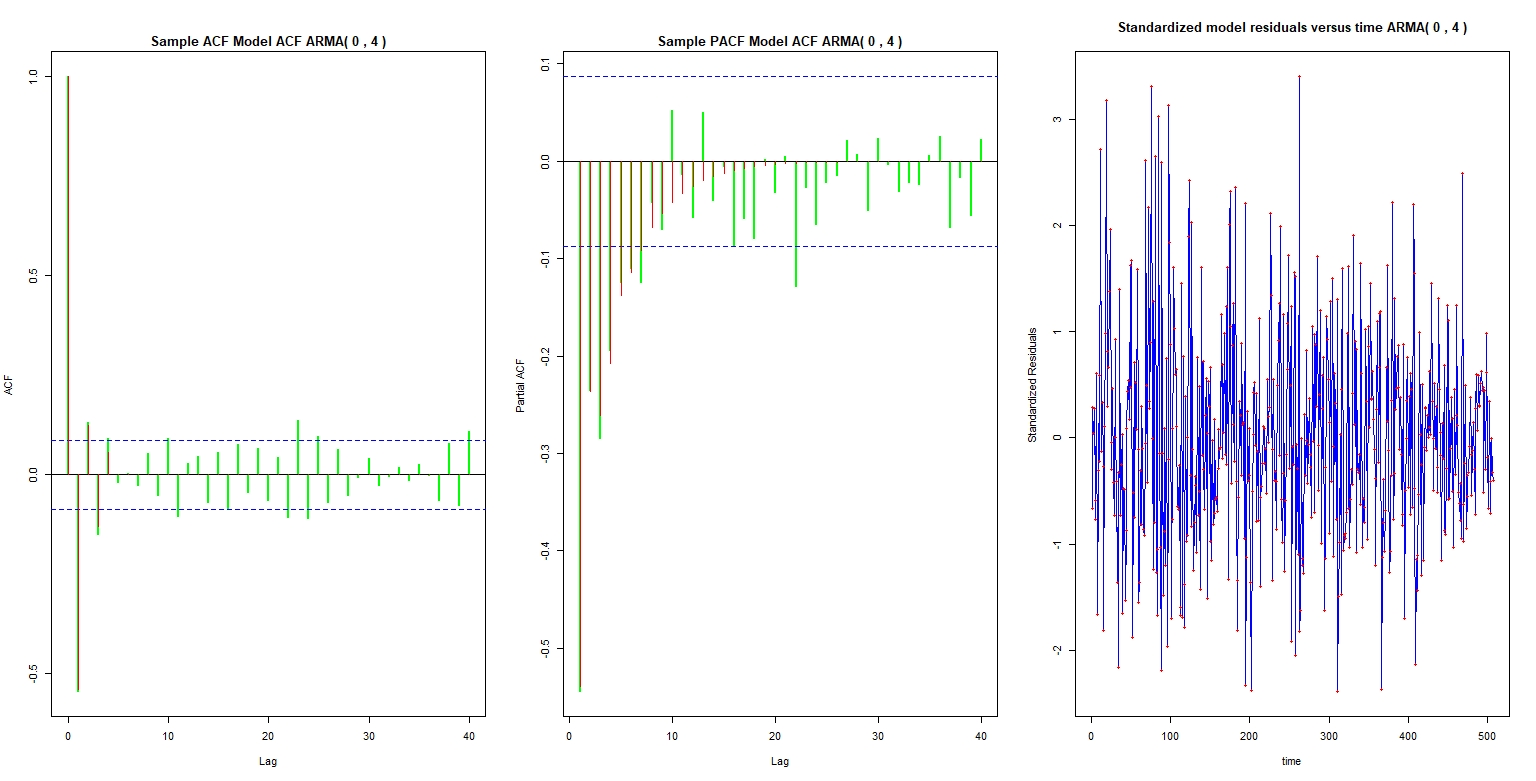 Sample ACF Model ACF ARMA( 0 , 4 )
ACF
1.0
0.5
0.0
-0.5
0 10 20 30 40
Lag
Sample PACF Model ACF ARMA( 0 , 4 )
Partial ACF
0.1
0.0
-0.1
-0.2
-0.3
-0.4
-0.5
0 10 20 30 40
Lag
Standardized model residuals versus time ARMA( 0 , 4 )
Standardized Residuals
3
2
1
0
-1
-2
0 100 200 300 400 500
time